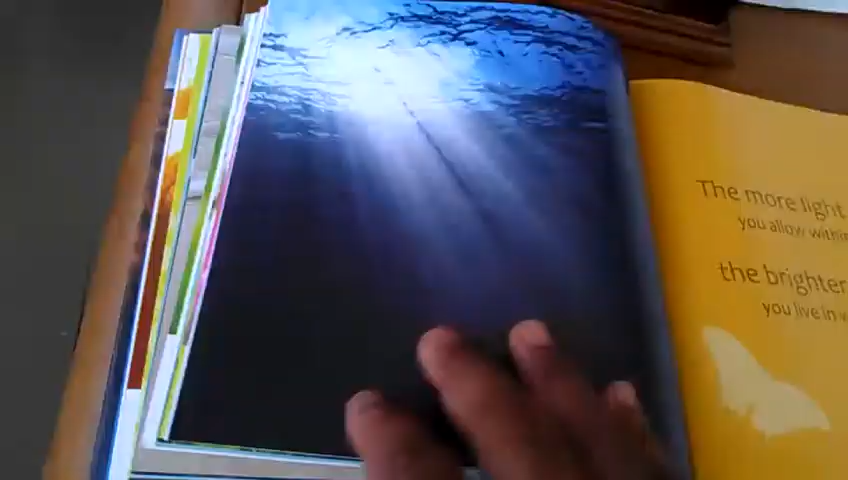 The more light
you allow within
the brighter
you live in